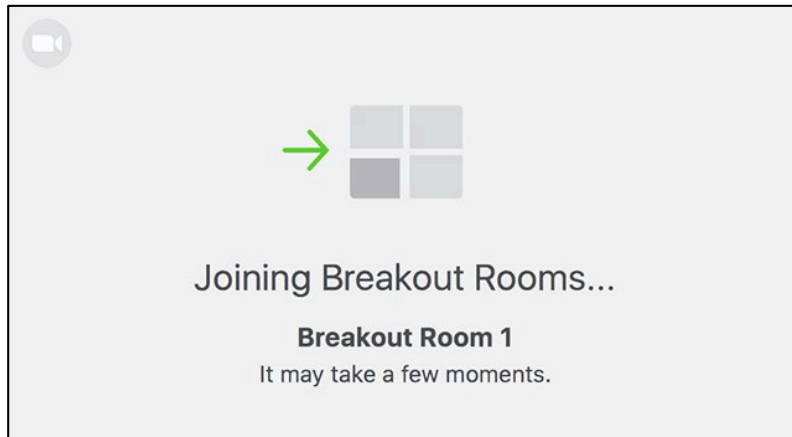 Joining Breakout Rooms...
Breakout Room 1
It may take a few moments.